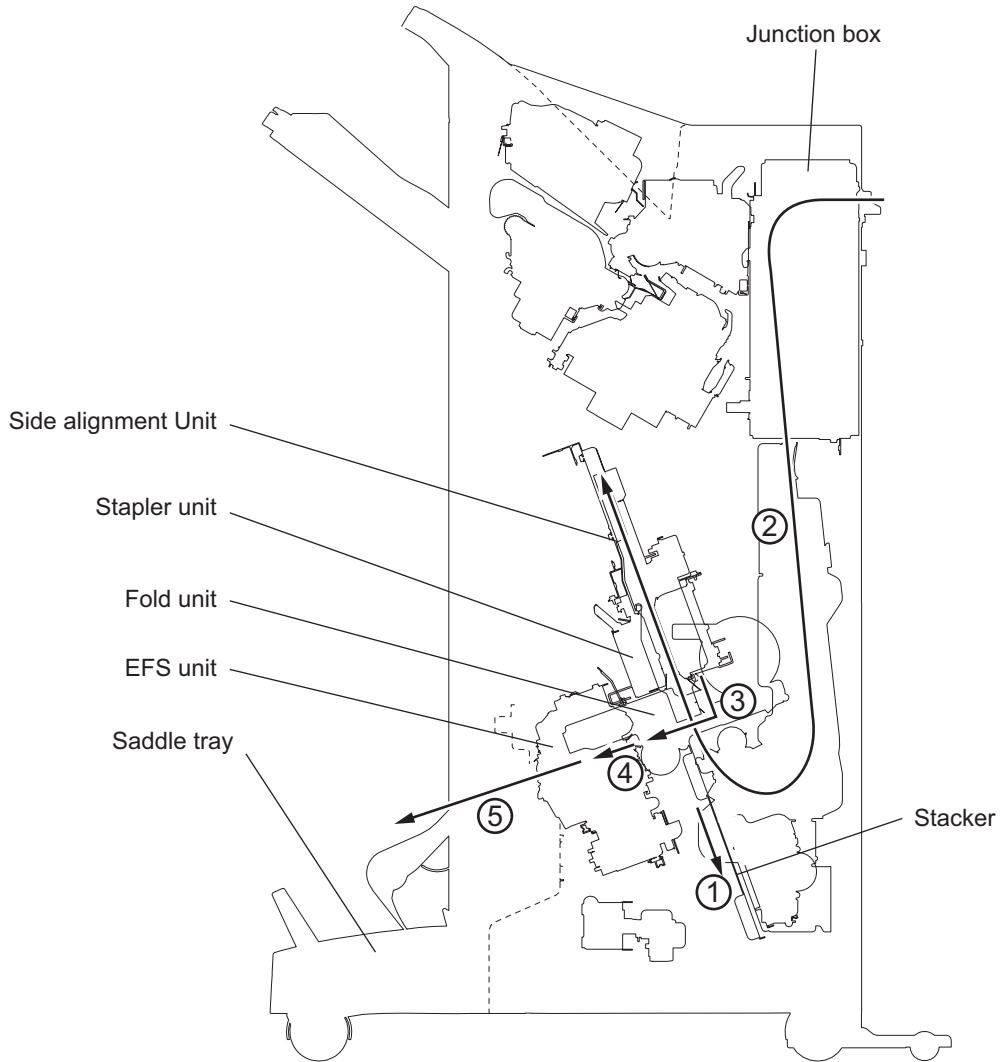 Junction box
Side alignment Unit
Stapler unit
②
Fold unit
EFS unit
③
Saddle tray
④
⑤
Stacker
①